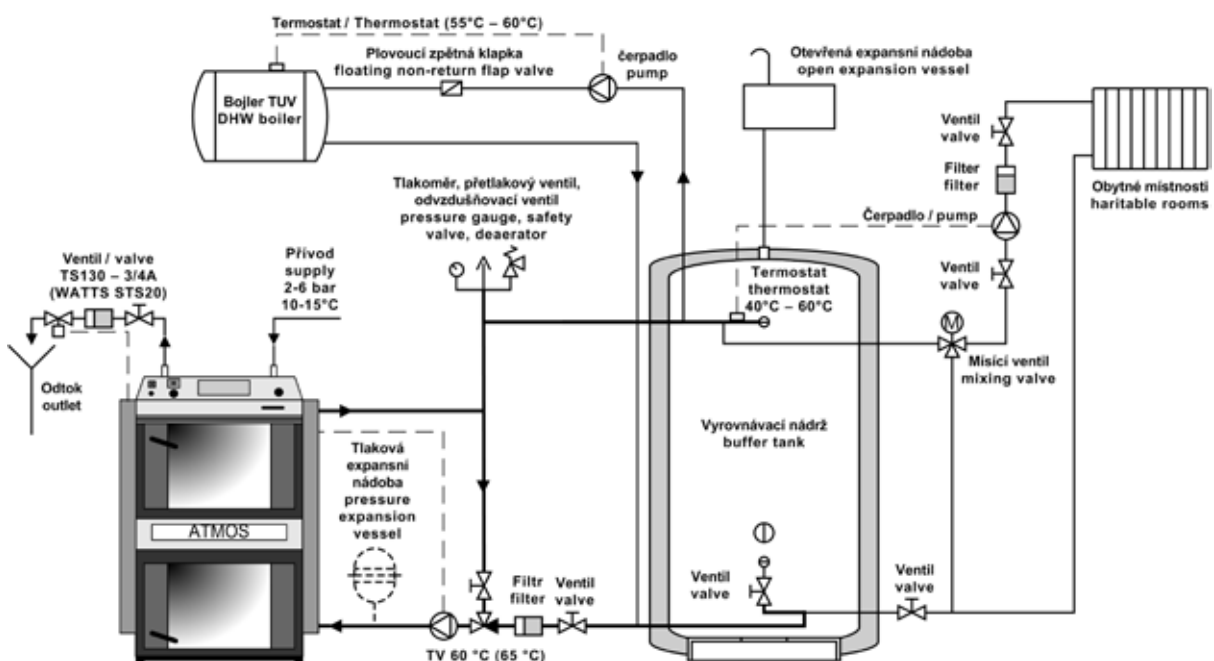 Termostat / Thermostat (55°C – 60°C)
Plovoucí zpětná klapka
floating non-return flap valve
čerpadlo
pump
Otevřená expansní nádoba
open expansion vessel
Bojler TUV
DHW boiler
Ventil
valve
Filter
filter
Obytné místnosti
haritable rooms
Tlakoměr, přetlakový ventil,
odvzdušňovací ventil
pressure gauge, safety
valve, deaerator
Čerpadlo / pump
Ventil / valve
TS130 – 3/4A
(WATTS STS20)
Přívod
supply
2-6 bar
10-15°C
Termostat
thermostat
40°C – 60°C
Ventil
valve
M
Mísící ventil
mixing valve
Odtok
outlet
Vyrovnávací nádrž
buffer tank
Tlaková
expansní
nádoba
pressure
expansion
vessel
ATMOS
Filtr
filter
Ventil
valve
Ventil
valve
Ventil
valve
TV 60 °C (65 °C)